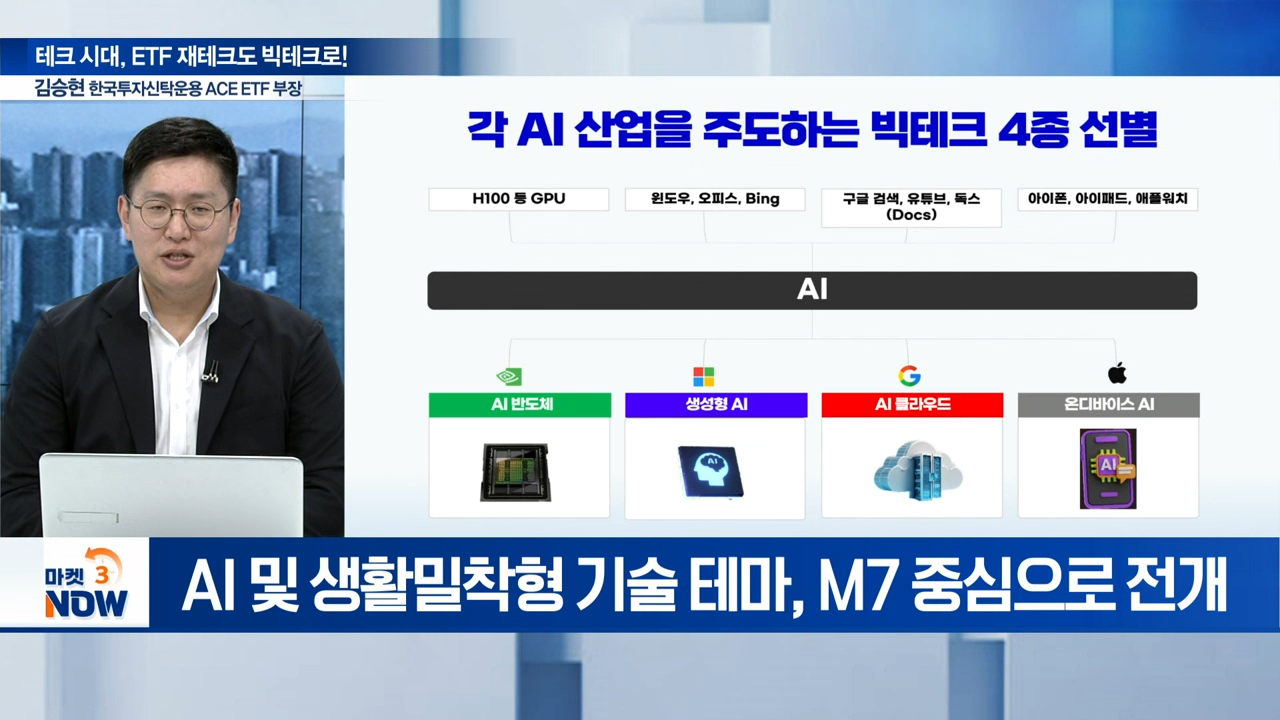 테크 시대, ETF 재테크도 빅테크로!
김승현 한국투자신탁운용 ACE ETF 부장
각 AI 산업을 주도하는 빅테크 4종 선별
H100 등 GPU
윈도우, 오피스, Bing
구글 검색, 유튜브, 독스
(Docs)
아이폰, 아이패드, 애플워치
AI
AI 반도체
생성형 AI
AI 클라우드
온디바이스 AI
AI
AI
마켓 3
NOW
AI 및 생활밀착형 기술 테마, M7 중심으로 전개